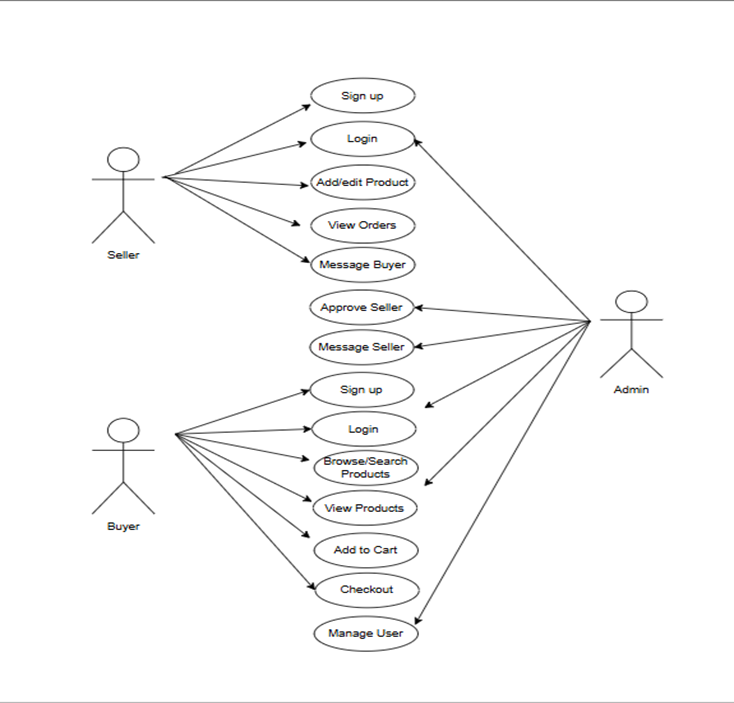 Sign up
Login
Add/edit Product
View Orders
Seller
Message Buyer
Approve Seller
Message Seller
Admin
Sign up
Login
Browse/Search
Products
View Products
Buyer
Add to Cart
Checkout
Manage User